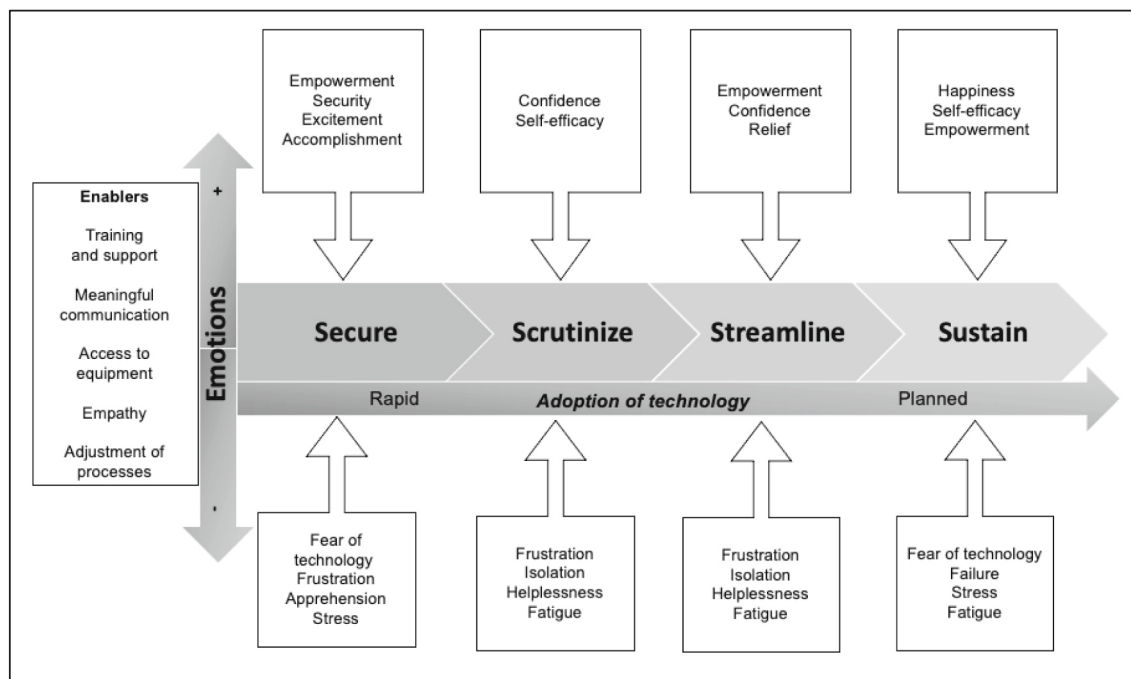 Empowerment
Security
Excitement
Accomplishment
Confidence
Self-efficacy
Empowerment
Confidence
Relief
Happiness
Self-efficacy
Empowerment
Enablers
Training
and support
Meaningful
communication
Access to
equipment
Empathy
Adjustment of
processes
+
Emotions
-
Secure
Scrutinize
Streamline
Sustain
Rapid
Adoption of technology
Planned
Fear of
technology
Frustration
Apprehension
Stress
Frustration
Isolation
Helplessness
Fatigue
Frustration
Isolation
Helplessness
Fatigue
Fear of technology
Failure
Stress
Fatigue